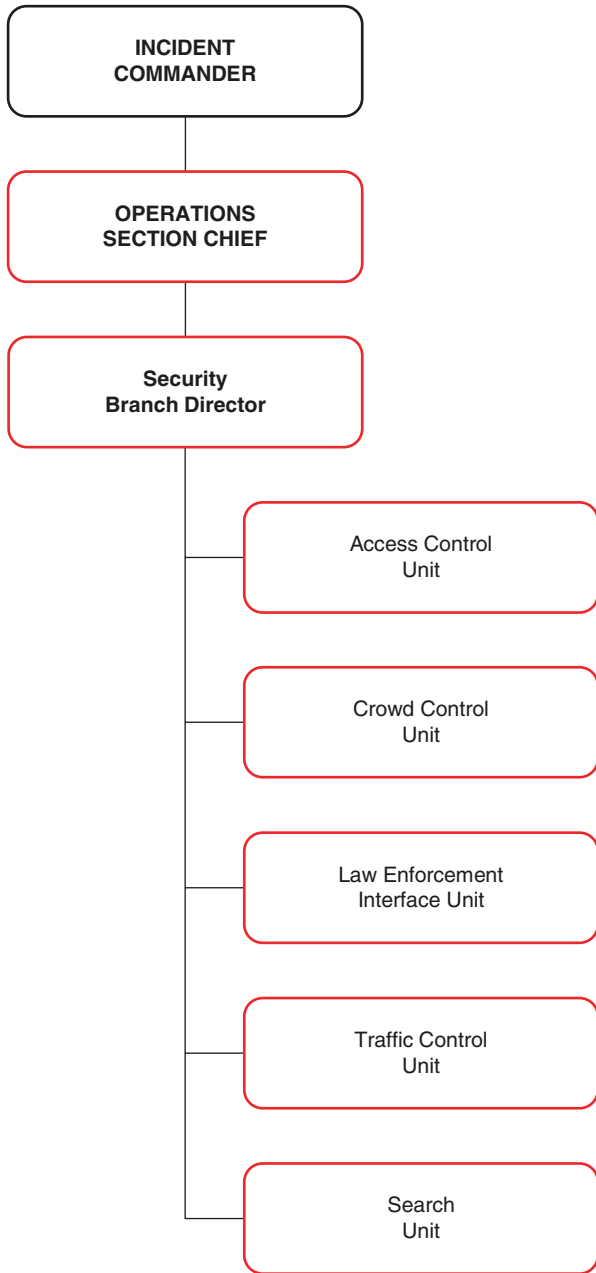 INCIDENT
COMMANDER
OPERATIONS
SECTION CHIEF
Security
Branch Director
Access Control
Unit
Crowd Control
Unit
Law Enforcement
Interface Unit
Traffic Control
Unit
Search
Unit